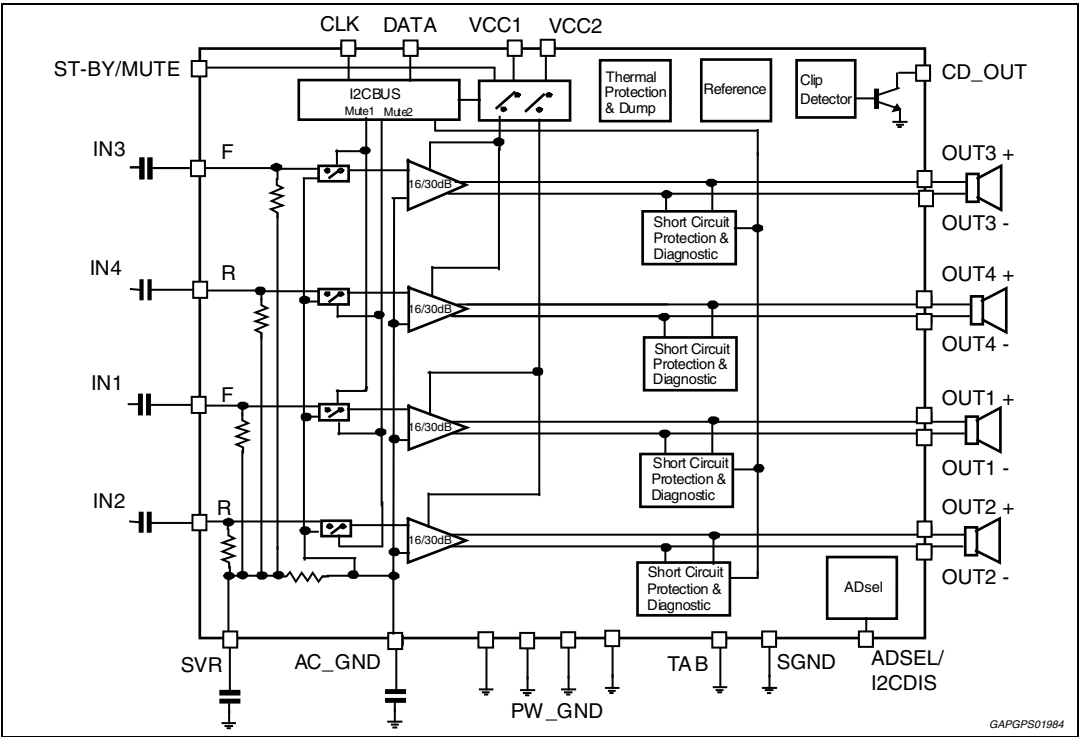 CLK DATA VCC1 VCC2
ST-BY/MUTE
I2CBUS
Mute1 Mute2
Thermal
Protection
& Dump
Reference
Clip
Detector
CD_OUT
IN3
F
16/30dB
OUT3 +
OUT3 -
Short Circuit
Protection &
Diagnostic
IN4
R
16/30dB
OUT4 +
OUT4 -
Short Circuit
Protection &
Diagnostic
IN1
F
16/30dB
OUT1 +
OUT1 -
Short Circuit
Protection &
Diagnostic
IN2
R
16/30dB
OUT2 +
OUT2 -
Short Circuit
Protection &
Diagnostic
ADsel
SVR
AC_GND
PW_GND
TAB
SGND
ADSEL/
I2CDIS
GAPGPS01984